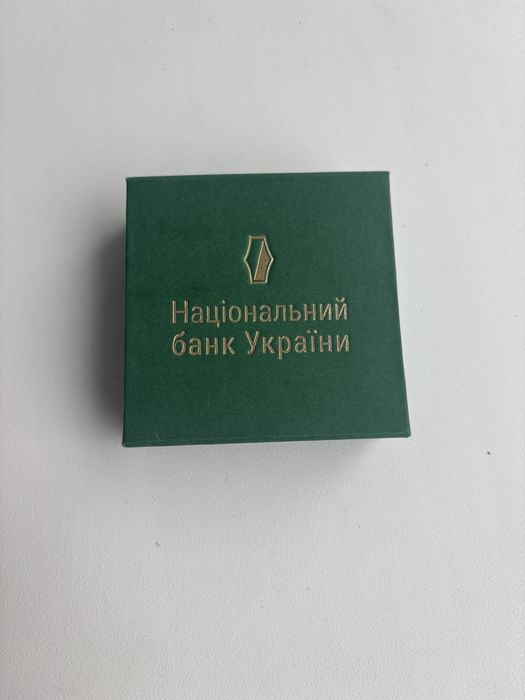 Національний
банк України